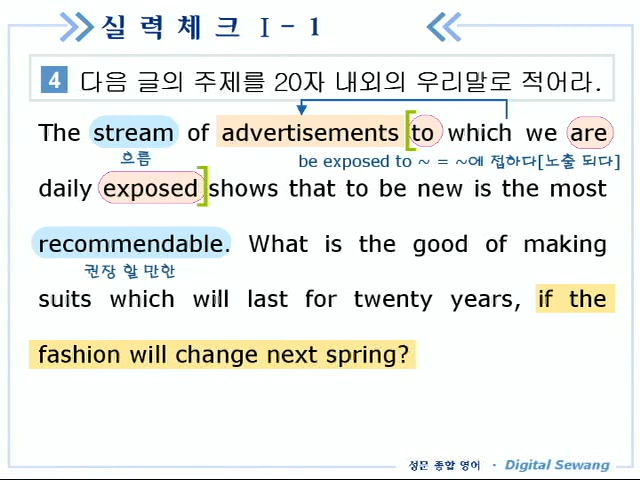 실력체크 I - 1
4 다음 글의 주제를 20자 내외의 우리말로 적어라.
The stream of advertisements [to which we are
흐름 be exposed to ~ = ~에 접하다[노출 되다]
daily exposed] shows that to be new is the most
recommendable. What is the good of making
권장 할 만한
suits which will last for twenty years, if the
fashion will change next spring?
정문 종합 영어 · Digital Sewang